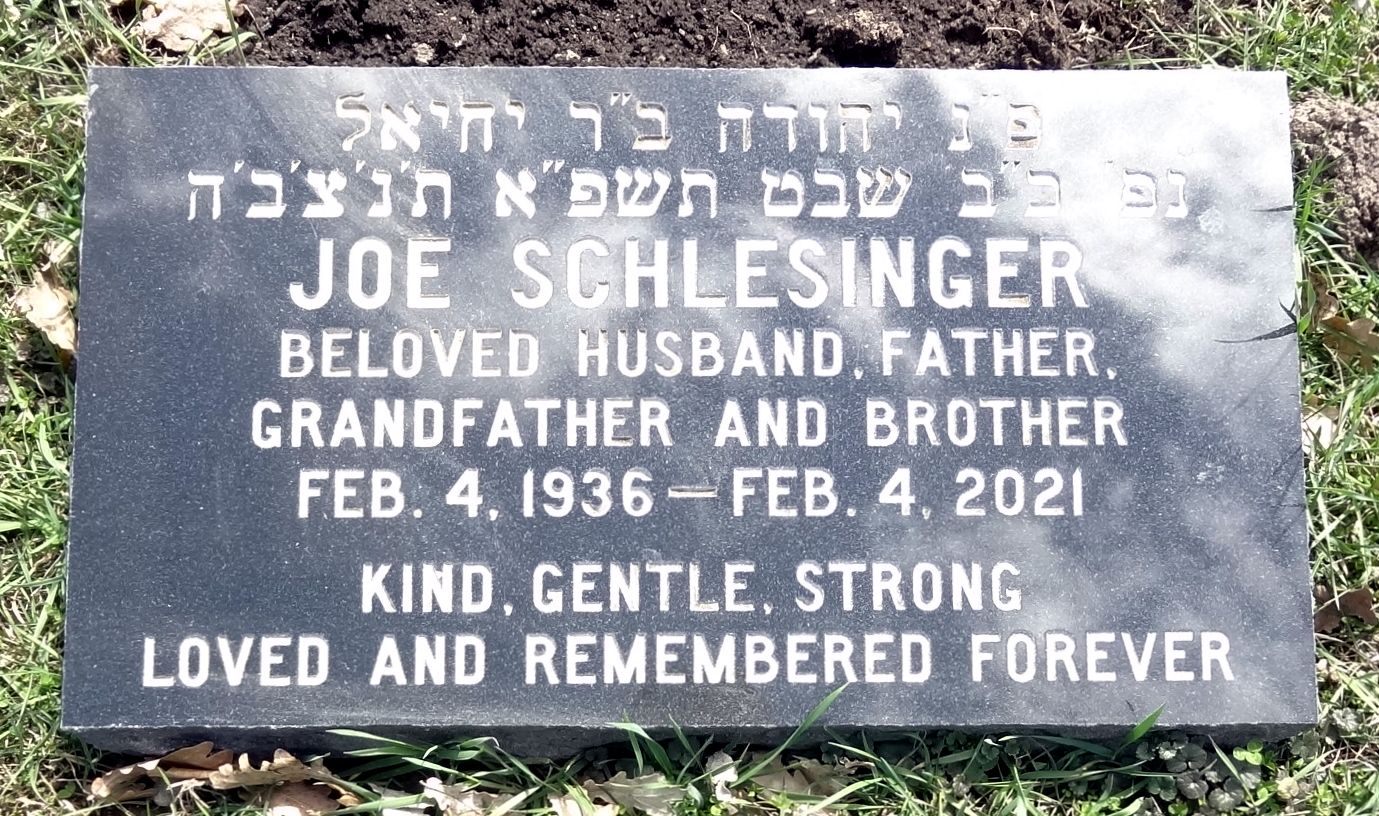 פ"נ יהודה ב"ר יחיאל
נפ' כ"ב שבט תשפ"א ת'נ'צ'ב'ה
JOE SCHLESINGER
BELOVED HUSBAND, FATHER,
GRANDFATHER AND BROTHER
FEB. 4, 1936 — FEB. 4, 2021
KIND, GENTLE, STRONG
LOVED AND REMEMBERED FOREVER